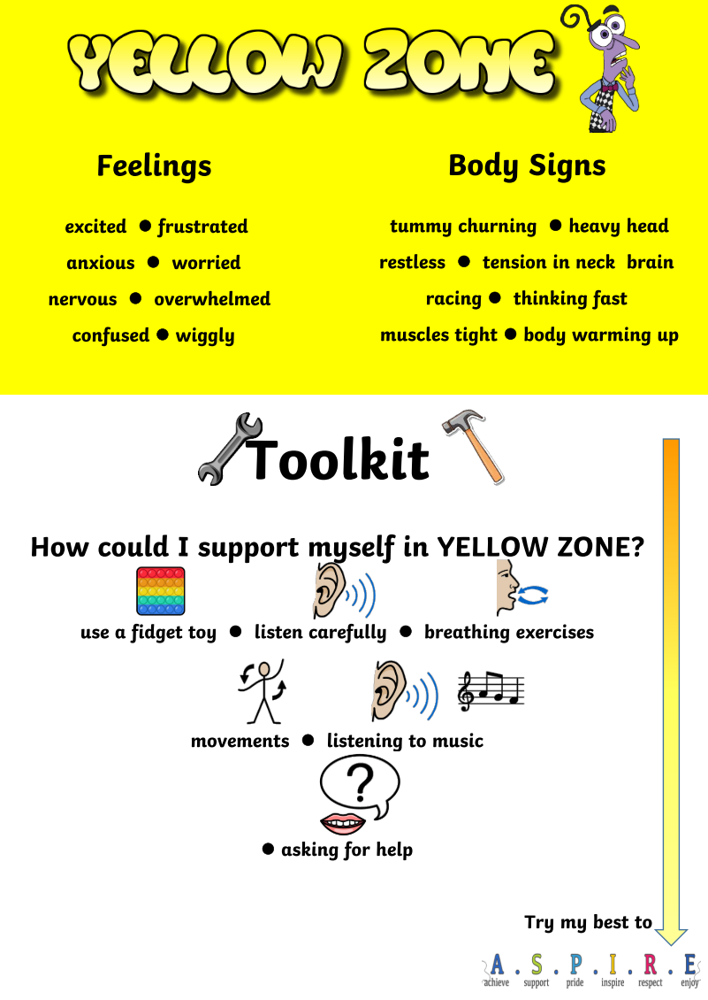 YELLOW ZONE
Feelings
excited ● frustrated
anxious ● worried
nervous ● overwhelmed
confused ● wiggly
Body Signs
tummy churning ● heavy head
restless ● tension in neck brain
racing ● thinking fast
muscles tight ● body warming up
Toolkit
How could I support myself in YELLOW ZONE?
use a fidget toy ● listen carefully ● breathing exercises
movements ● listening to music
?
● asking for help
Try my best to
A . S . P . I . R . E
achieve support pride inspire respect enjoy